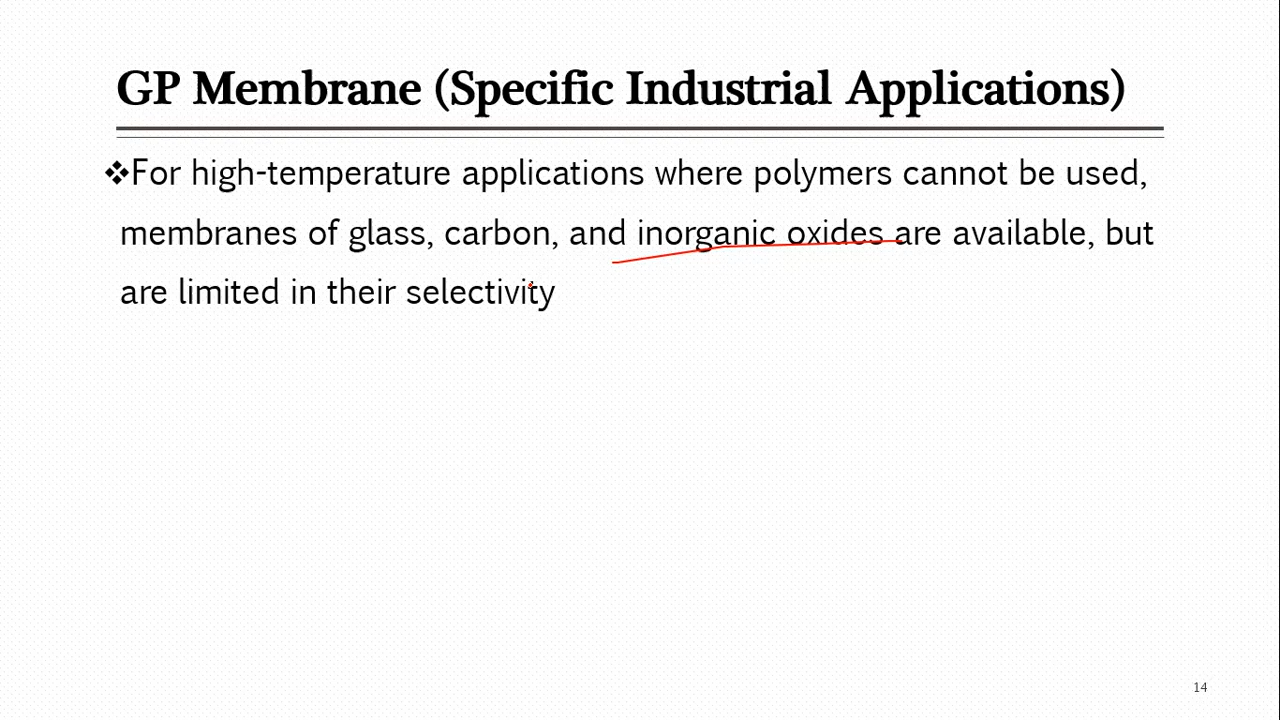 GP Membrane (Specific Industrial Applications)
❖For high-temperature applications where polymers cannot be used,
membranes of glass, carbon, and inorganic oxides are available, but
are limited in their selectivity
14